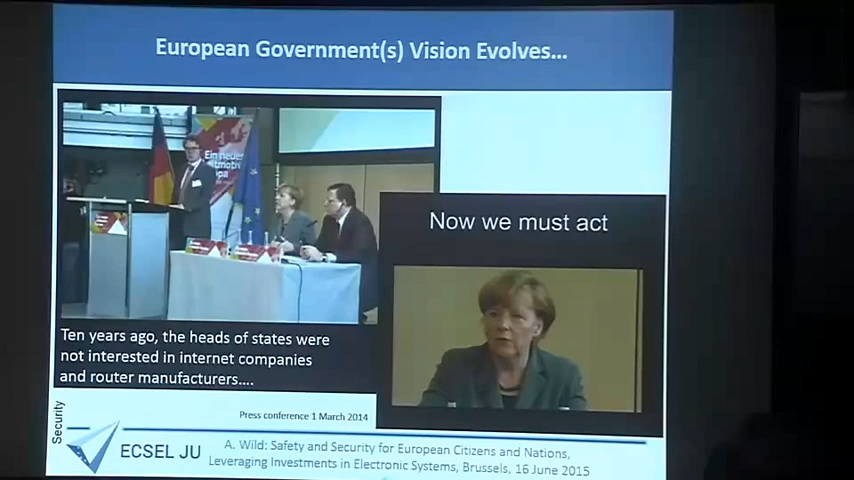 European Government(s) Vision Evolves...
Ein neues
Now we must act
Ten years ago, the heads of states were
not interested in internet companies
and router manufacturers....
Press conference 1 March 2014
Security
ECSEL JU
A. Wild: Safety and Security for European Citizens and Nations,
Leveraging Investments in Electronic Systems, Brussels, 16 June 2015